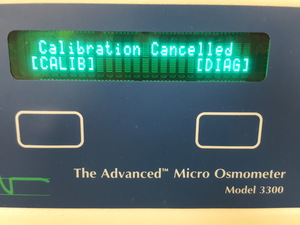 Calibration Cancelled
[CALIB] [DIAG]
The Advanced™ Micro Osmometer
Model 3300